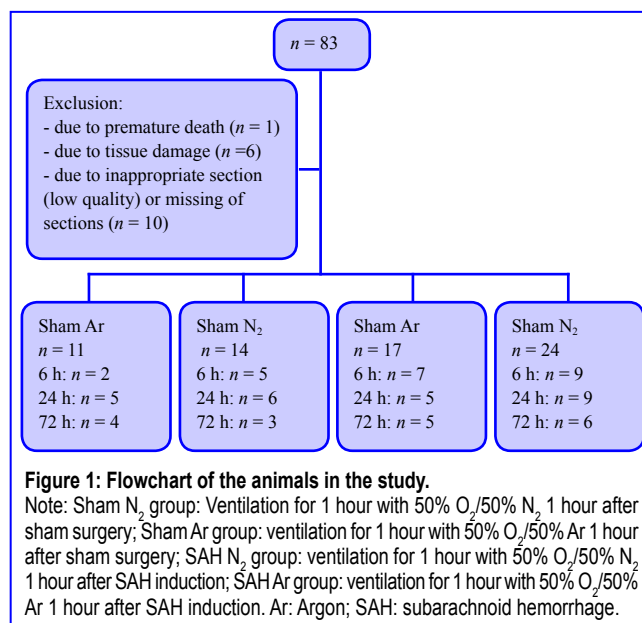 n = 83
Exclusion:
- due to premature death (n = 1)
- due to tissue damage (n =6)
- due to inappropriate section
(low quality) or missing of
sections (n = 10)
Sham Ar
n = 11
6 h: n = 2
24 h: n = 5
72 h: n = 4
Sham N₂
n = 14
6 h: n = 5
24 h: n = 6
72 h: n = 3
Sham Ar
n = 17
6 h: n = 7
24 h: n = 5
72 h: n = 5
Sham N₂
n = 24
6 h: n = 9
24 h: n = 9
72 h: n = 6
Figure 1: Flowchart of the animals in the study.
Note: Sham N₂ group: Ventilation for 1 hour with 50% O₂/50% N₂ 1 hour after
sham surgery; Sham Ar group: ventilation for 1 hour with 50% O₂/50% Ar 1 hour
after sham surgery; SAH N₂ group: ventilation for 1 hour with 50% O₂/50% N₂
1 hour after SAH induction; SAH Ar group: ventilation for 1 hour with 50% O₂/50%
Ar 1 hour after SAH induction. Ar: Argon; SAH: subarachnoid hemorrhage.